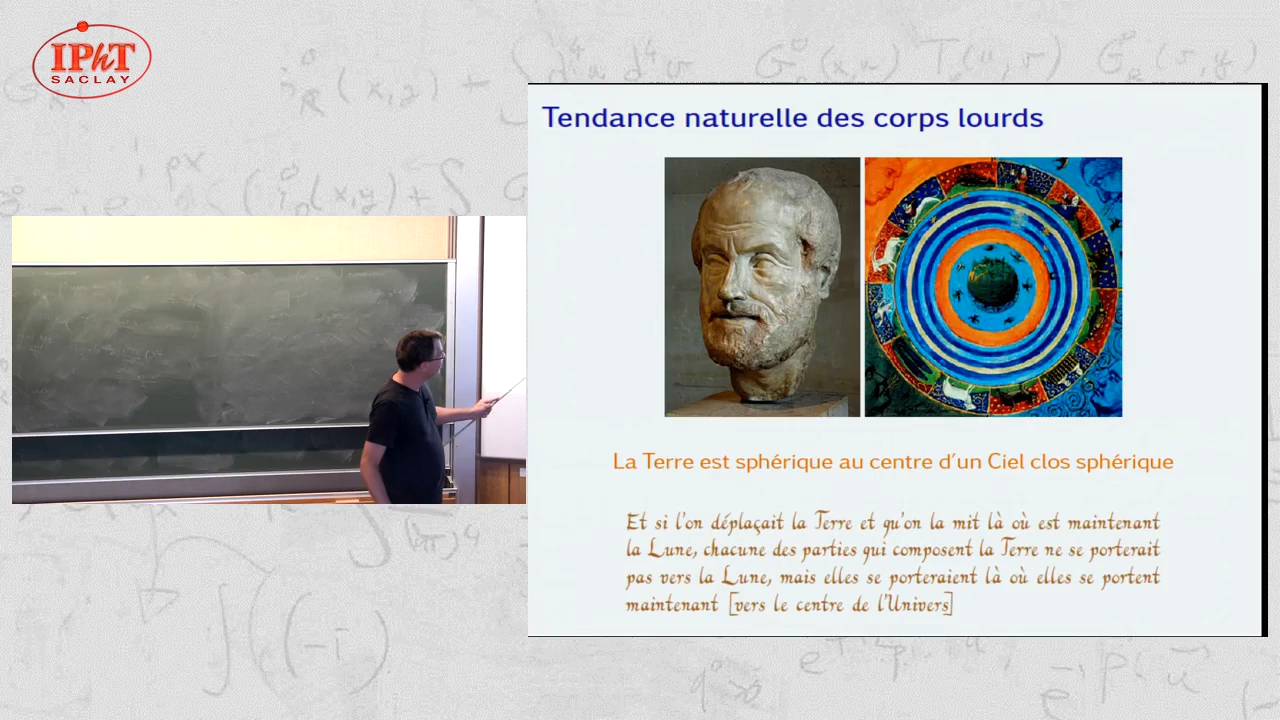 IPhT
SACLAY
Tendance naturelle des corps lourds
La Terre est sphérique au centre d'un Ciel clos sphérique
Et si l'on déplaçait la Terre et qu'on la mit là où est maintenant
la Lune, chacune des parties qui composent la Terre ne se porterait
pas vers la Lune, mais elles se porteraient là où elles se portent
maintenant [vers le centre de l'Univers]